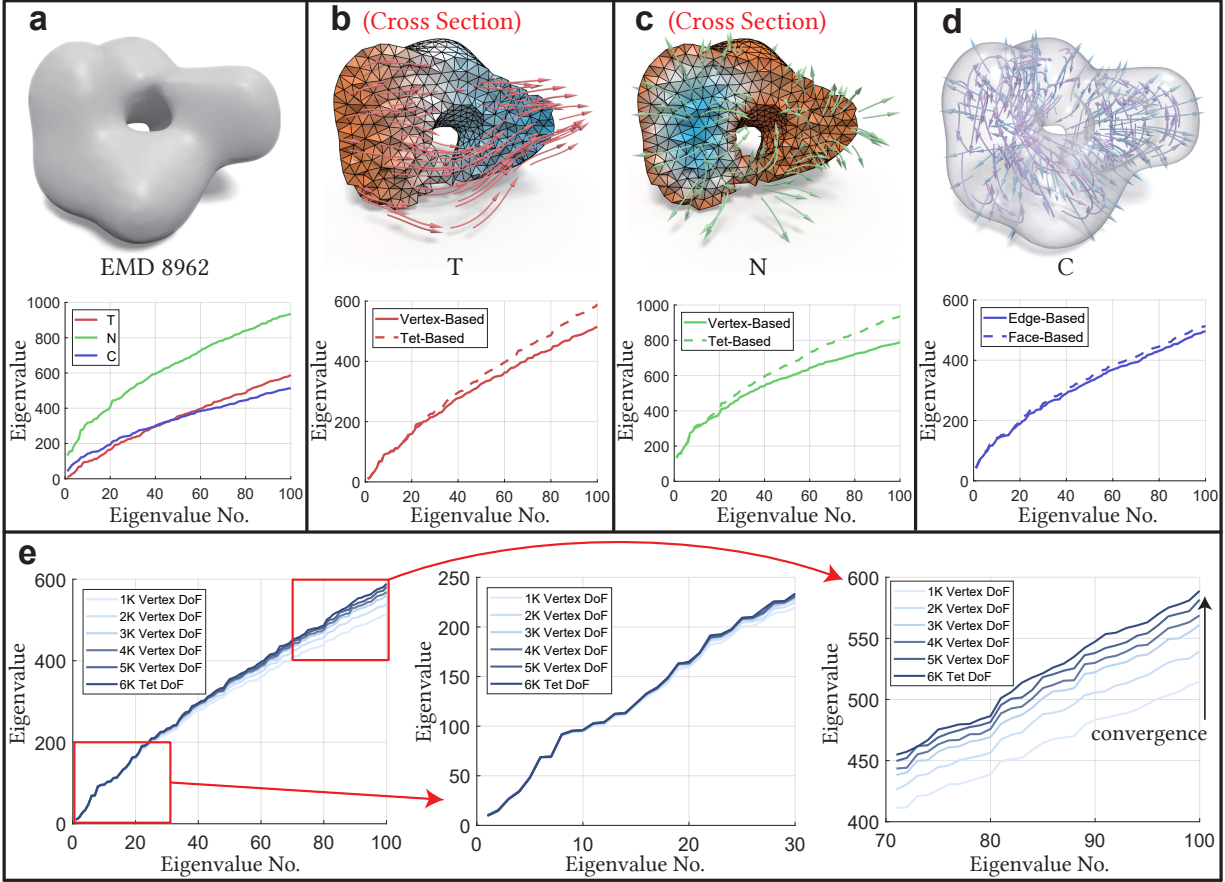 a
EMD 8962
1000
800
600
400
200
0
T
N
C
Eigenvalue
0 20 40 60 80 100
Eigenvalue No.
b (Cross Section)
T
600
400
200
0
Vertex-Based
Tet-Based
Eigenvalue
0 20 40 60 80 100
Eigenvalue No.
c (Cross Section)
N
1000
800
600
400
200
0
Vertex-Based
Tet-Based
Eigenvalue
0 20 40 60 80 100
Eigenvalue No.
d
C
600
400
200
0
Edge-Based
Face-Based
Eigenvalue
0 20 40 60 80 100
Eigenvalue No.
e
600
400
200
0
1K Vertex DoF
2K Vertex DoF
3K Vertex DoF
4K Vertex DoF
5K Vertex DoF
6K Tet DoF
Eigenvalue
0 20 40 60 80 100
Eigenvalue No.
250
200
150
100
50
0
1K Vertex DoF
2K Vertex DoF
3K Vertex DoF
4K Vertex DoF
5K Vertex DoF
6K Tet DoF
Eigenvalue
0 10 20 30
Eigenvalue No.
600
550
500
450
400
1K Vertex DoF
2K Vertex DoF
3K Vertex DoF
4K Vertex DoF
5K Vertex DoF
6K Tet DoF
convergence
Eigenvalue
70 80 90 100
Eigenvalue No.